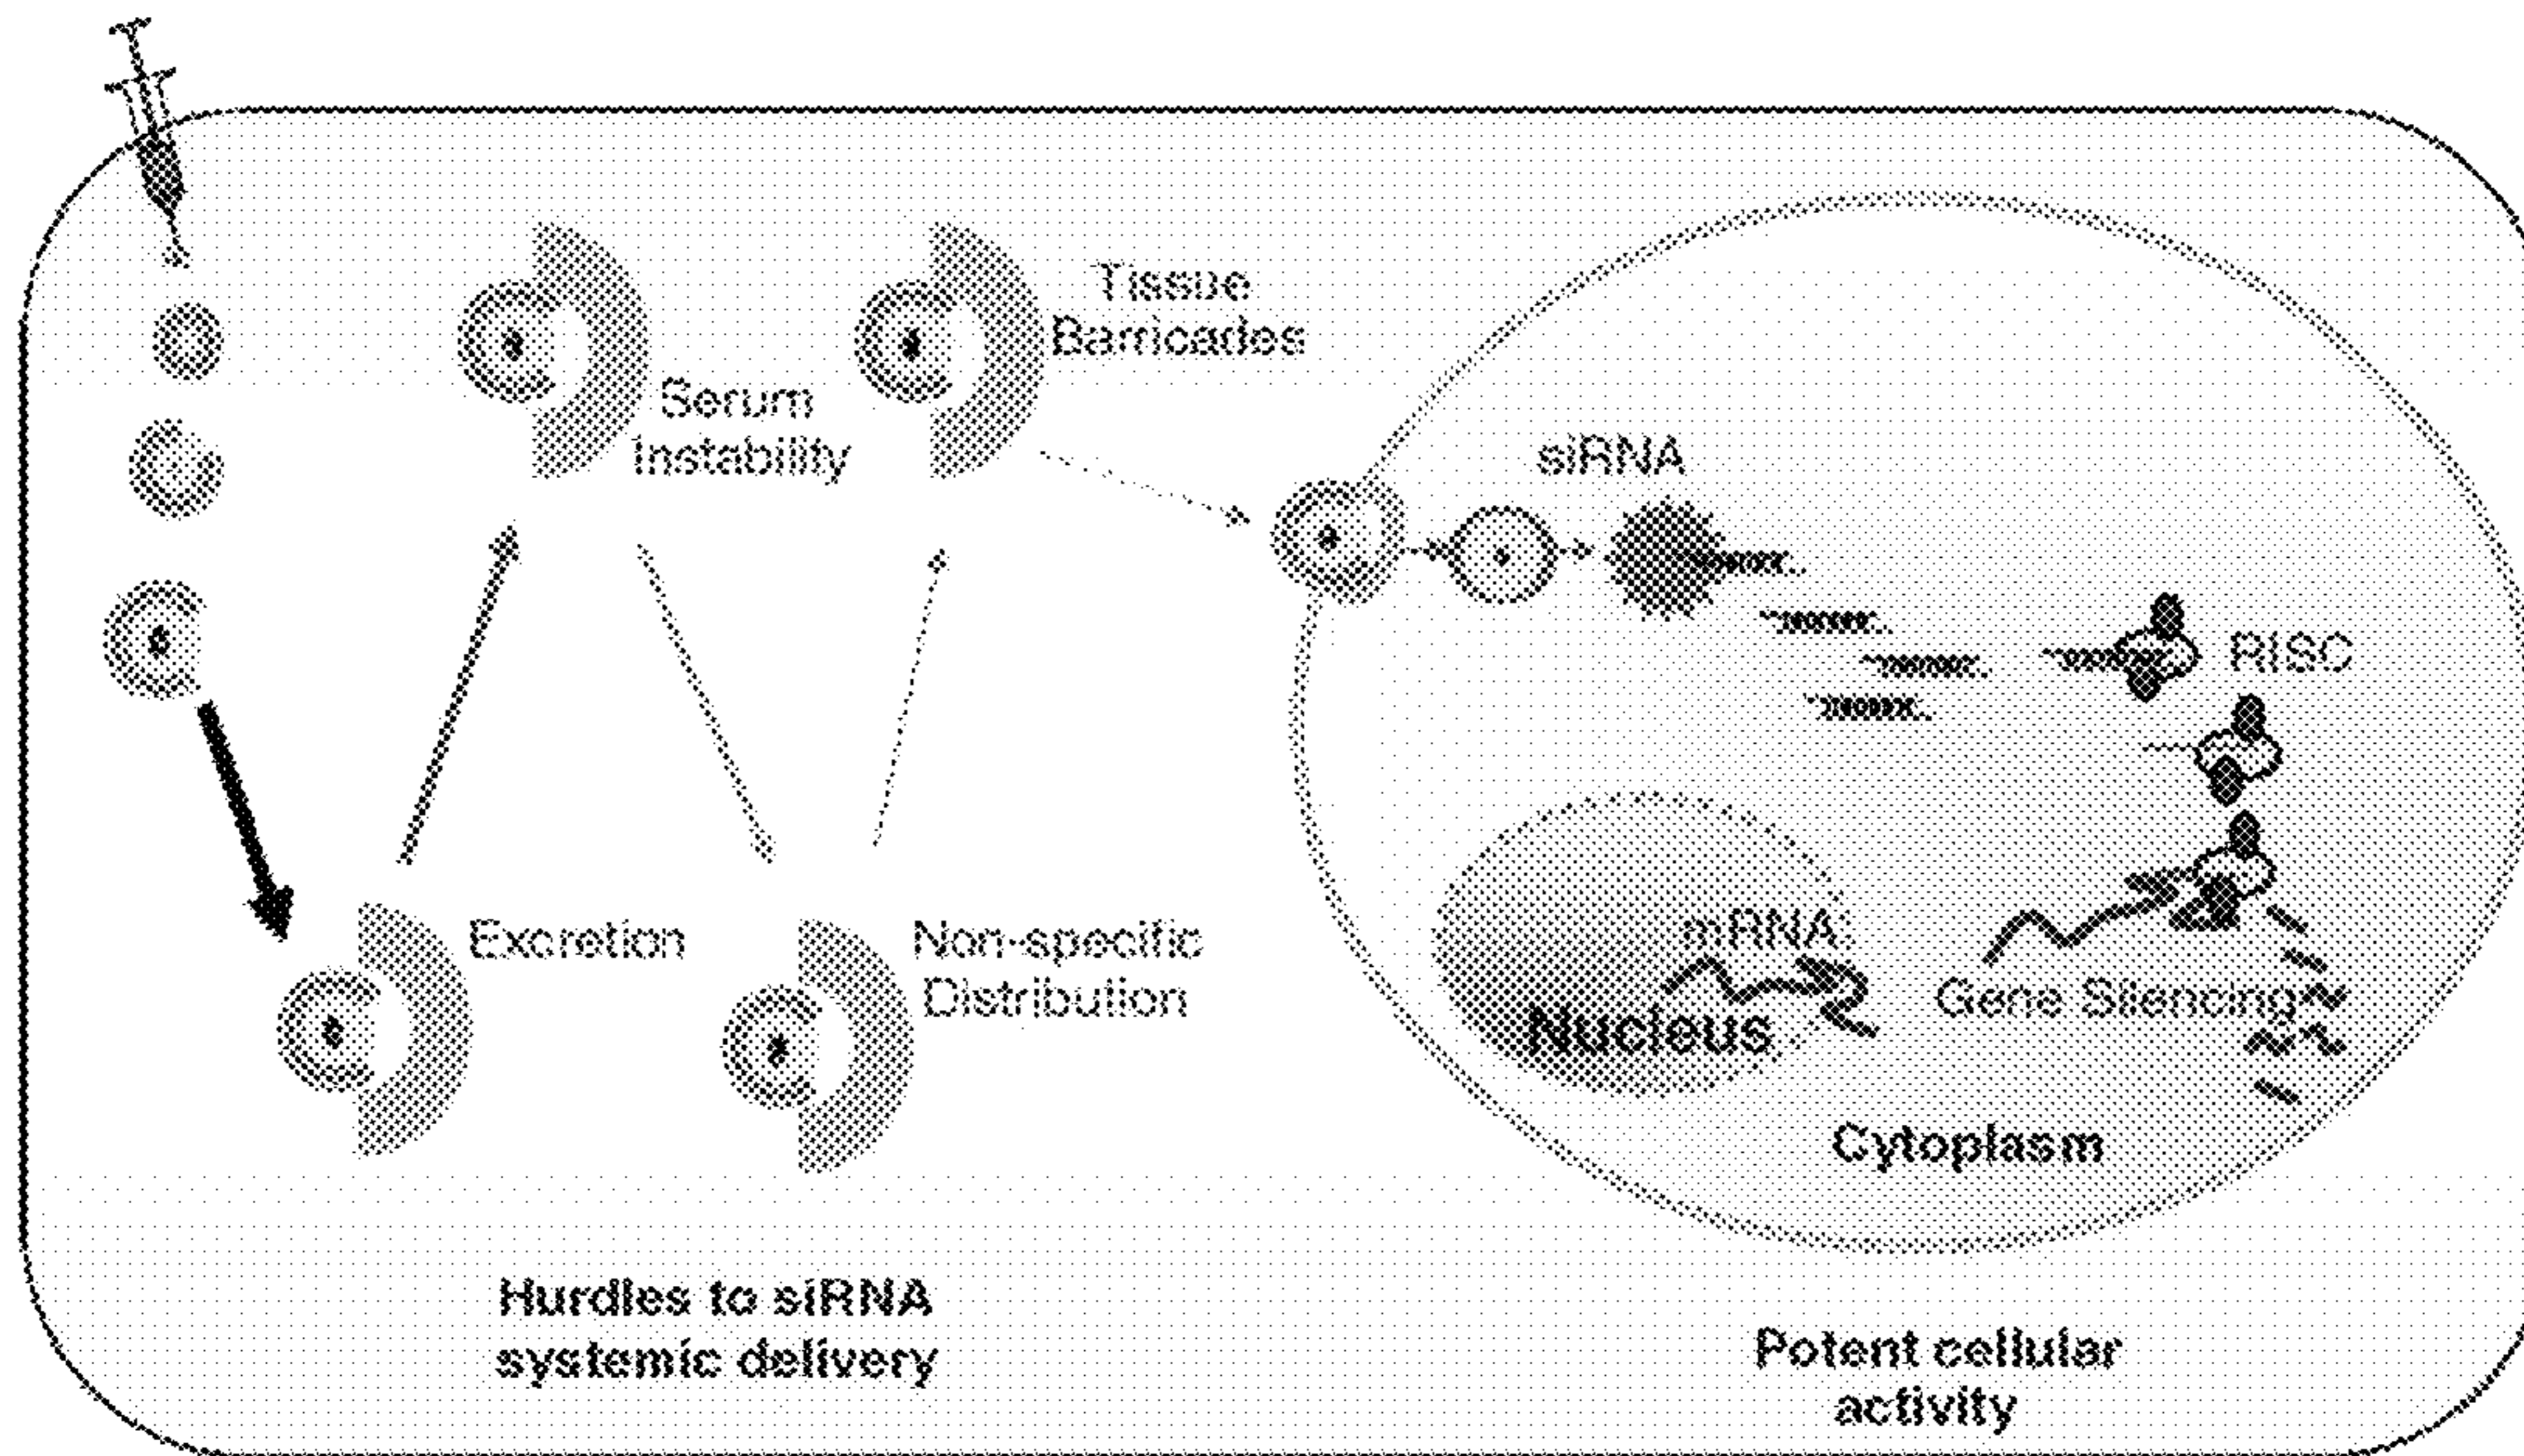 Tissue
Barricades
Serum
Instability
siRNA
RISC
Excretion
Non-specific
Distribution
mRNA
Nucleus
Gene Silencing
Cytoplasm
Hurdles to siRNA
systemic delivery
Potent cellular
activity